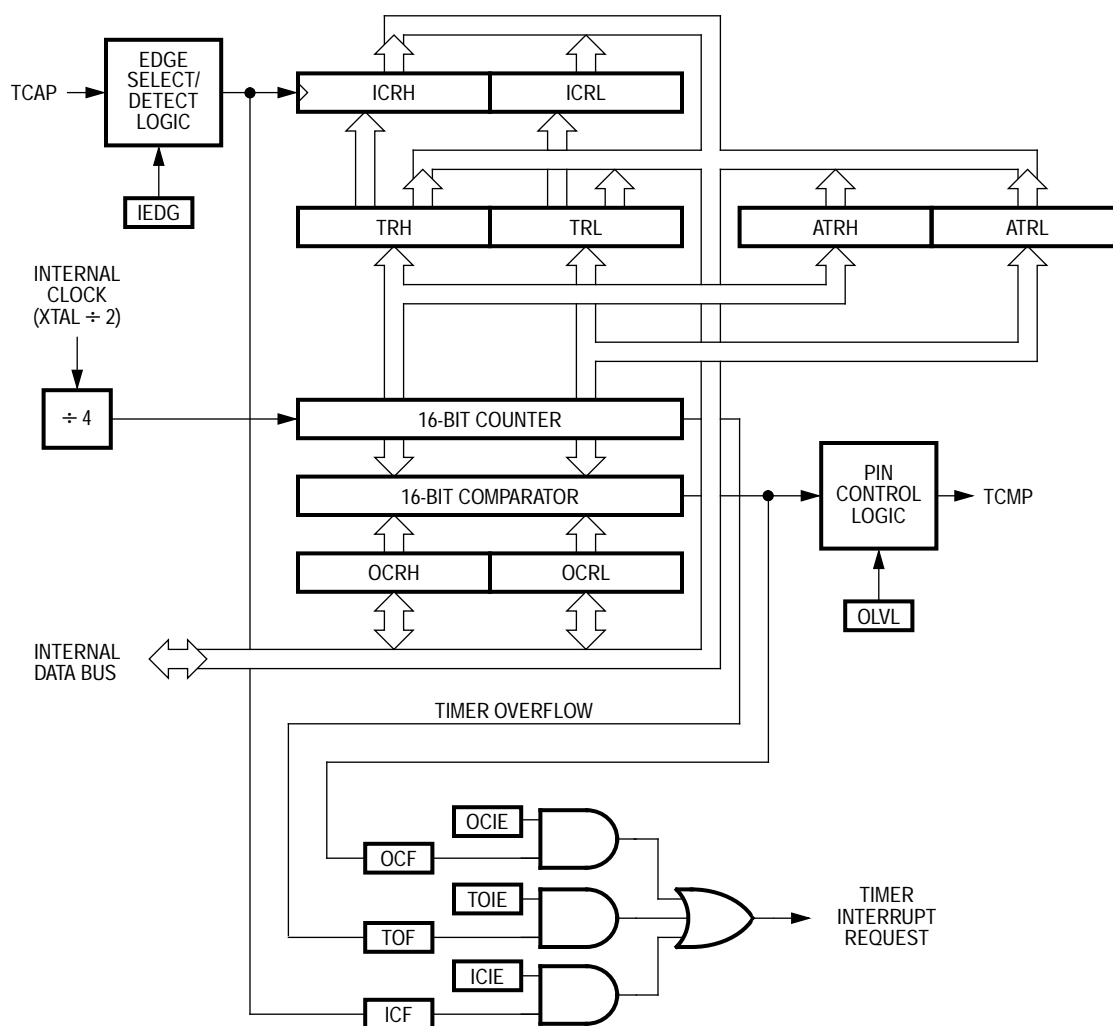 EDGE
SELECT/
DETECT
LOGIC
TCAP
ICRH
ICRL
IEDG
TRH
TRL
ATRH
ATRL
INTERNAL
CLOCK
(XTAL ÷ 2)
÷ 4
16-BIT COUNTER
16-BIT COMPARATOR
PIN
CONTROL
LOGIC
TCMP
OCRH
OCRL
OLVL
INTERNAL
DATA BUS
TIMER OVERFLOW
OCIE
OCF
TOIE
TOF
TIMER
INTERRUPT
REQUEST
ICIE
ICF